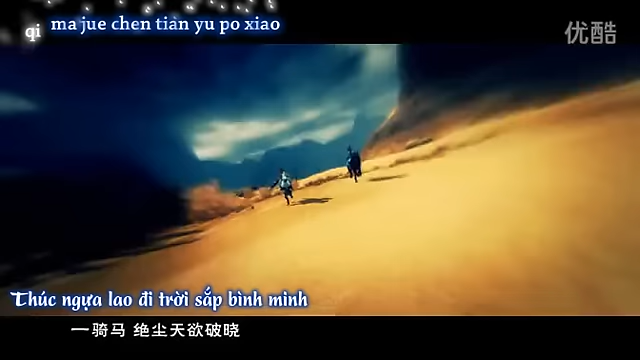 qi ma jue chen tian yu po xiao
优酷
Thúc ngựa lao đi trời sắp bình minh
一骑马 绝尘天欲破晓